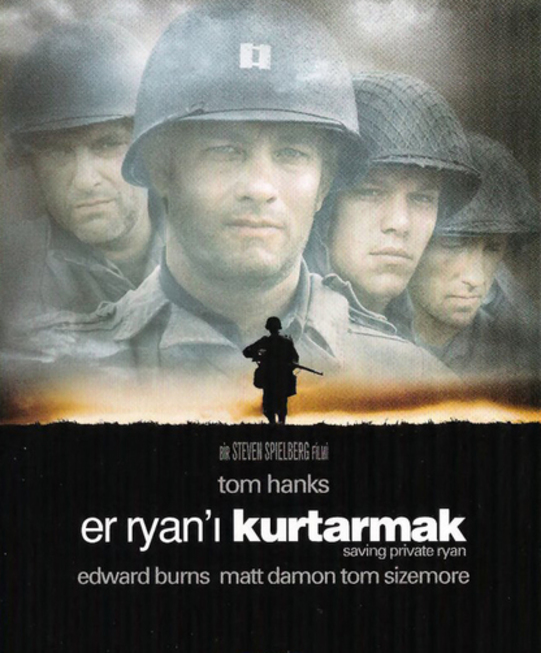 BİR STEVEN SPIELBERG FİLMİ
tom hanks
er ryan'ı kurtarmak
saving private ryan
edward burns matt damon tom sizemore